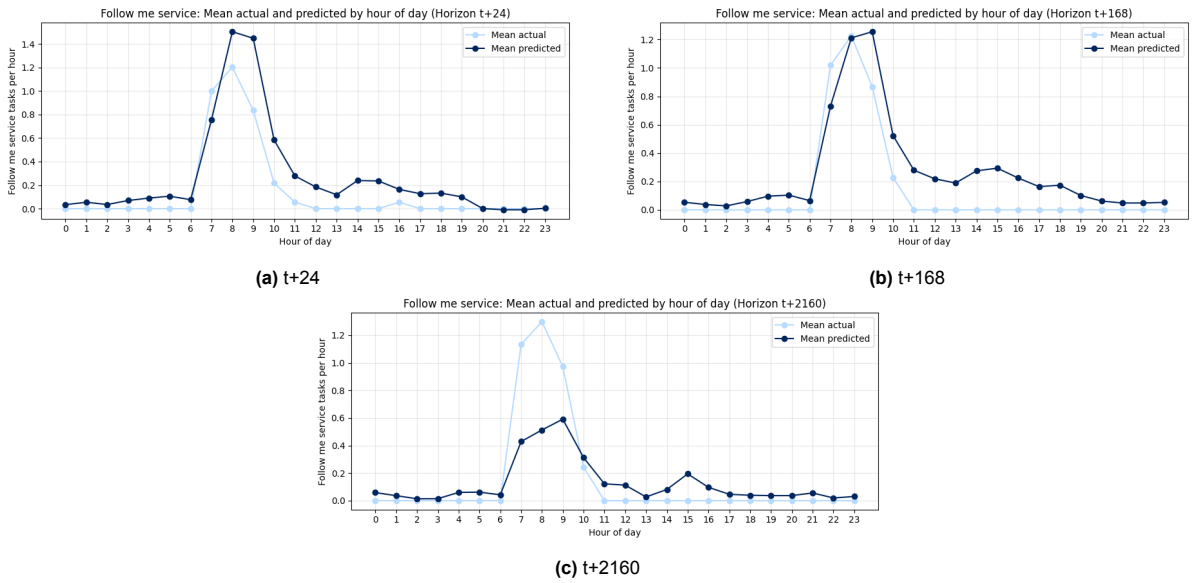 Follow me service: Mean actual and predicted by hour of day (Horizon t+24)
Follow me service tasks per hour
1.4
1.2
1.0
0.8
0.6
0.4
0.2
0.0
Mean actual
Mean predicted
0 1 2 3 4 5 6 7 8 9 10 11 12 13 14 15 16 17 18 19 20 21 22 23
Hour of day
(a) t+24
Follow me service: Mean actual and predicted by hour of day (Horizon t+168)
Follow me service tasks per hour
1.2
1.0
0.8
0.6
0.4
0.2
0.0
Mean actual
Mean predicted
0 1 2 3 4 5 6 7 8 9 10 11 12 13 14 15 16 17 18 19 20 21 22 23
Hour of day
(b) t+168
Follow me service: Mean actual and predicted by hour of day (Horizon t+2160)
Follow me service tasks per hour
1.2
1.0
0.8
0.6
0.4
0.2
0.0
Mean actual
Mean predicted
0 1 2 3 4 5 6 7 8 9 10 11 12 13 14 15 16 17 18 19 20 21 22 23
Hour of day
(c) t+2160